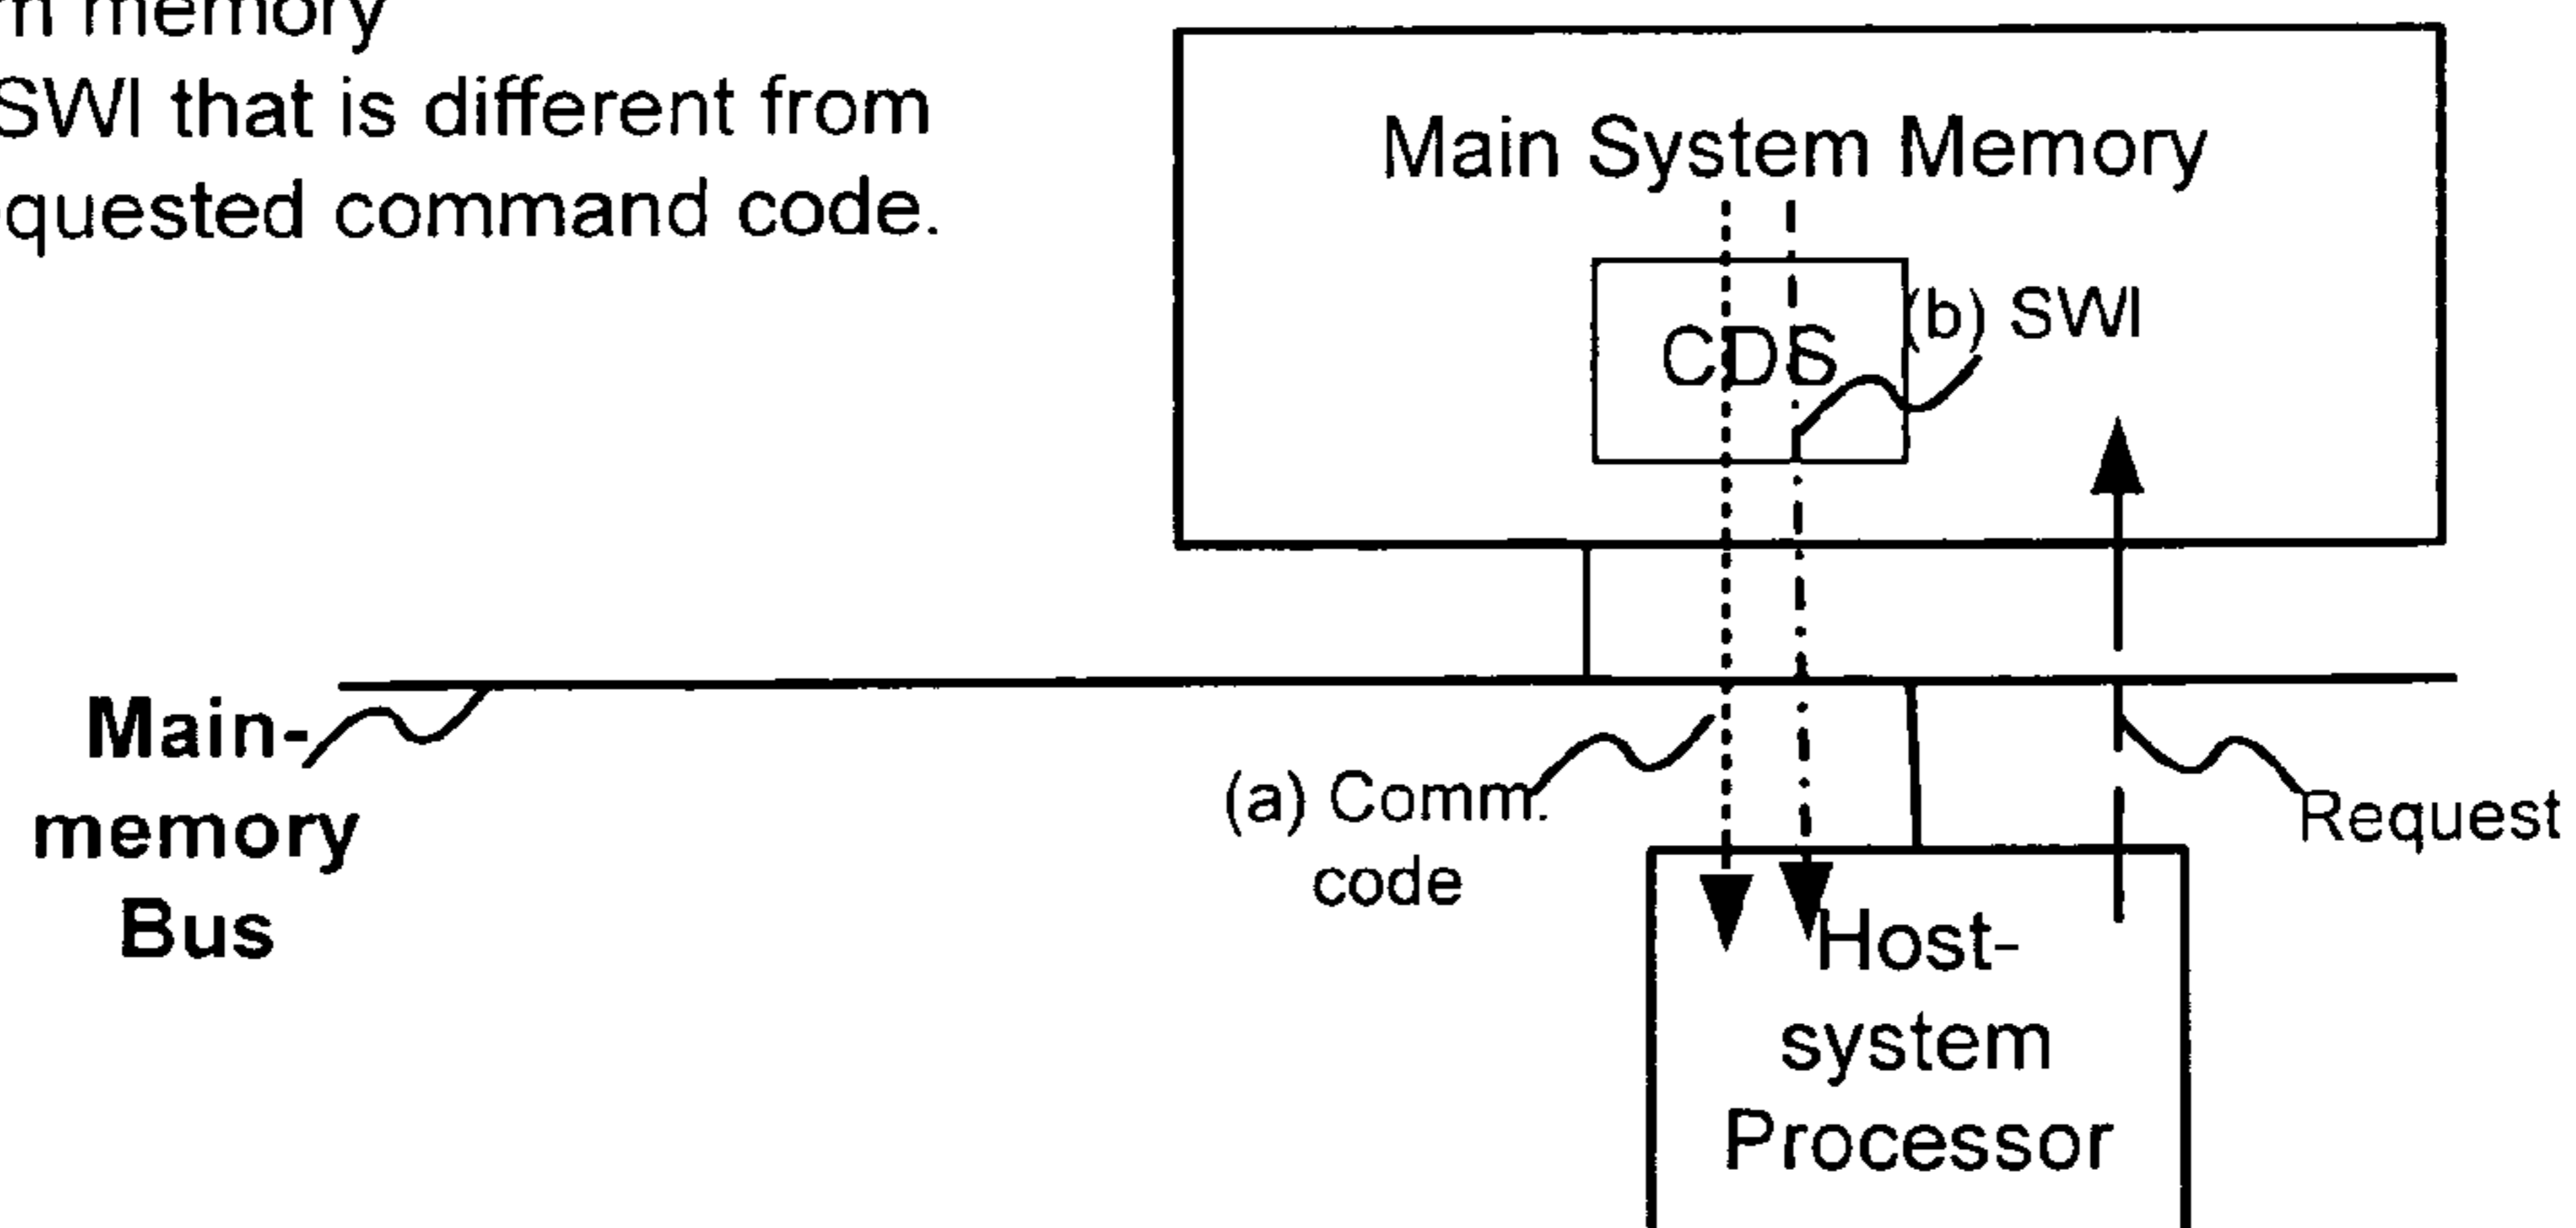 m memory
SWI that is different from
quested command code.
Main System Memory
CDS
(b) SWI
Main-
memory
Bus
(a) Comm.
code
Request
Host-
system
Processor